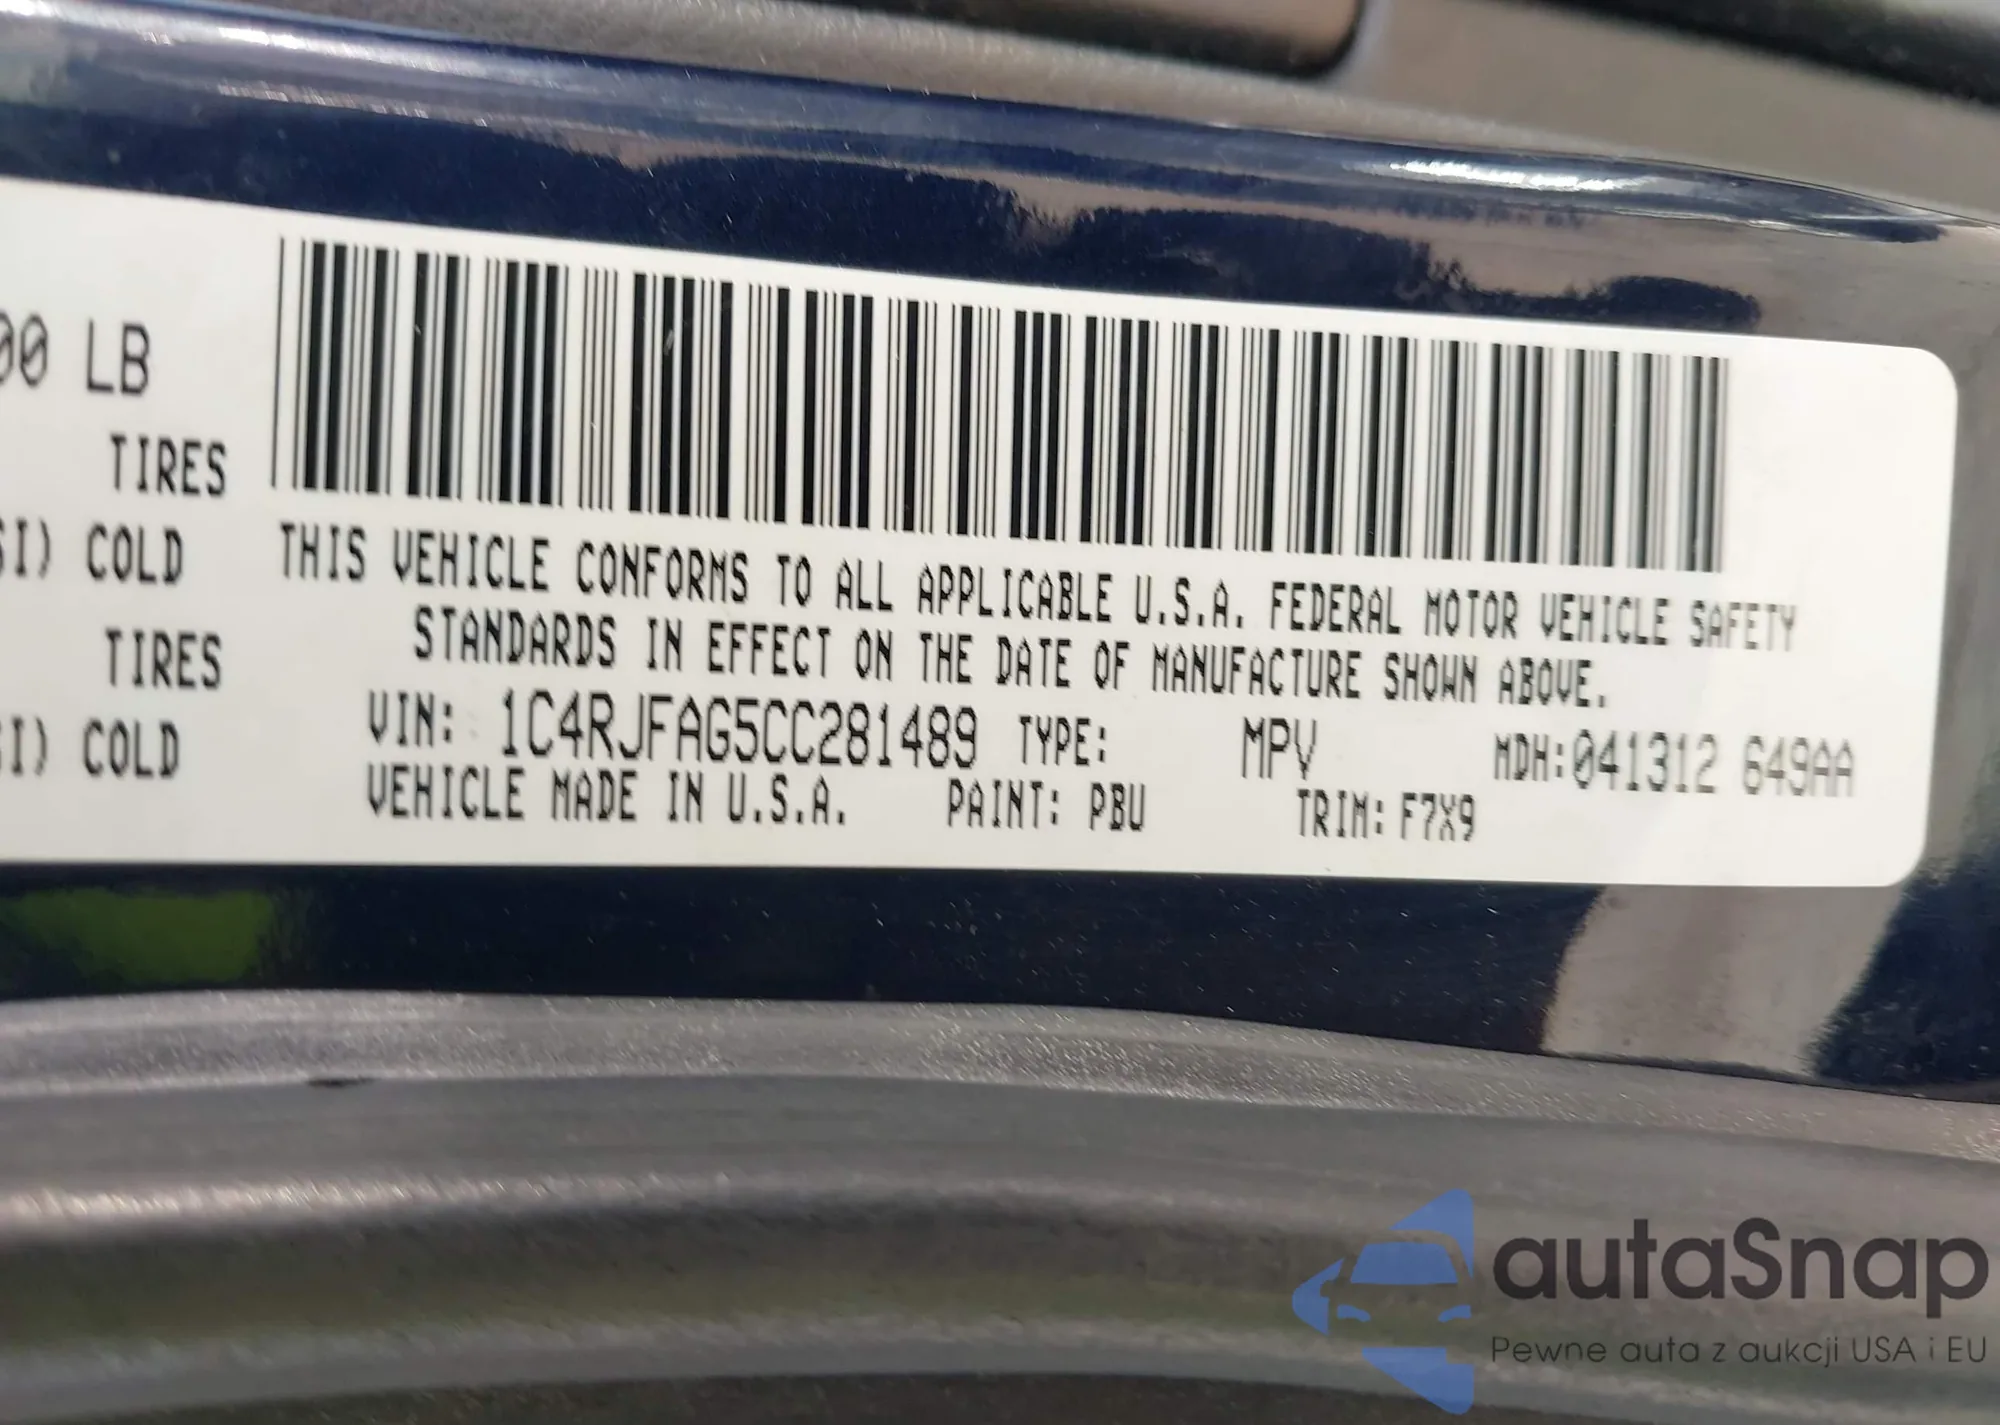 00 LB
TIRES
SI) COLD
TIRES
SI) COLD
THIS VEHICLE CONFORMS TO ALL APPLICABLE U.S.A. FEDERAL MOTOR VEHICLE SAFETY
STANDARDS IN EFFECT ON THE DATE OF MANUFACTURE SHOWN ABOVE.
VIN: 1C4RJFAG5CC281489 TYPE: MPV MDH:041312 649AA
VEHICLE MADE IN U.S.A. PAINT: PBU TRIM: F7X9
autaSnap
Pewne auta z aukcji USA i EU